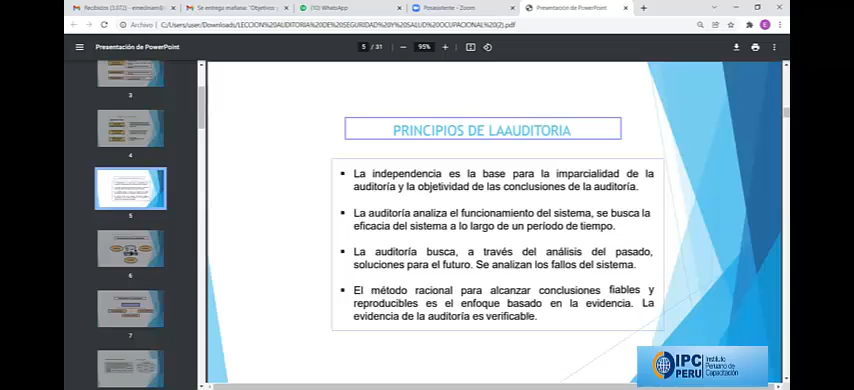 Recibidos (3,072) - emedinam@
Se entrega mañana: "Objetivos y
(10) WhatsApp
Posasistente - Zoom
Presentación de PowerPoint
Archivo | C:/Users/user/Downloads/LECCION%20AUDITORIA%20DE%20SEGURIDAD%20Y%20SALUD%20OCUPACIONAL%20(2).pdf
Presentación de PowerPoint
5 / 31
95%
3
4
5
6
7
PRINCIPIOS DE LAAUDITORIA
▪ La independencia es la base para la imparcialidad de la
auditoría y la objetividad de las conclusiones de la auditoría.
▪ La auditoría analiza el funcionamiento del sistema, se busca la
eficacia del sistema a lo largo de un período de tiempo.
▪ La auditoría busca, a través del análisis del pasado,
soluciones para el futuro. Se analizan los fallos del sistema.
▪ El método racional para alcanzar conclusiones fiables y
reproducibles es el enfoque basado en la evidencia. La
evidencia de la auditoría es verificable.
IPC
PERU
Instituto
Peruano de
Capacitación